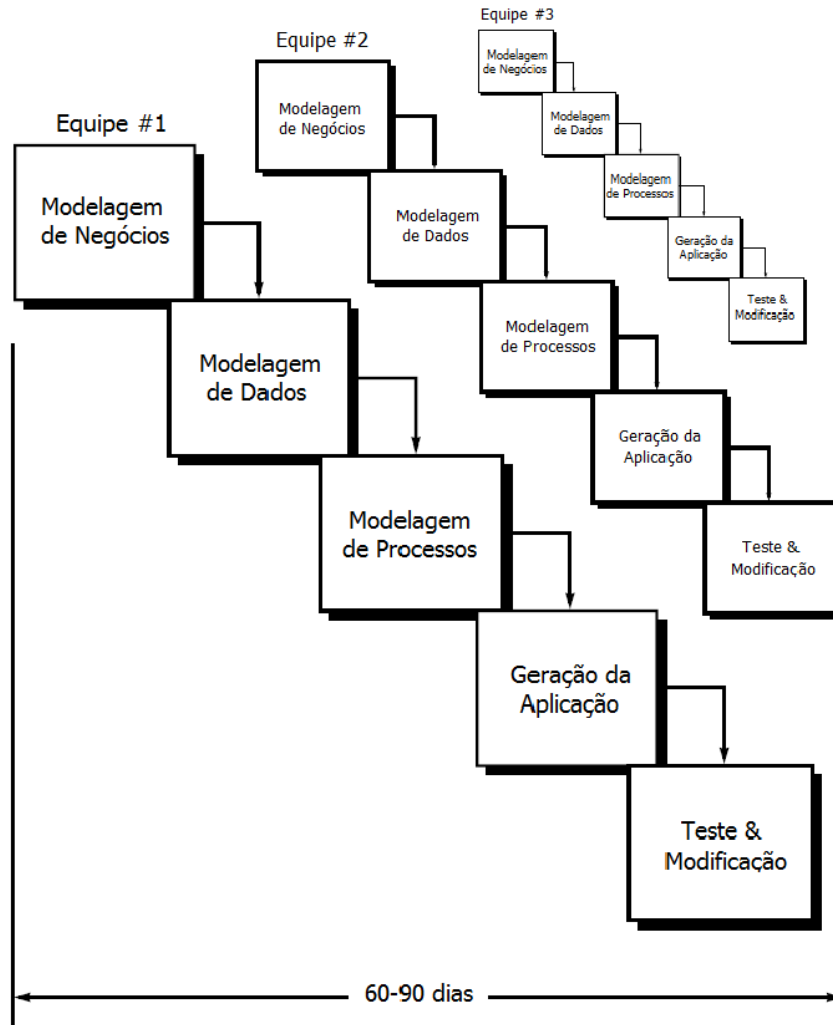 Equipe #1
Modelagem
de Negócios
Modelagem
de Dados
Modelagem
de Processos
Geração da
Aplicação
Teste &
Modificação
Equipe #2
Modelagem
de Negócios
Modelagem
de Dados
Modelagem
de Processos
Geração da
Aplicação
Teste &
Modificação
Equipe #3
Modelagem
de Negócios
Modelagem
de Dados
Modelagem
de Processos
Geração da
Aplicação
Teste &
Modificação
60-90 dias